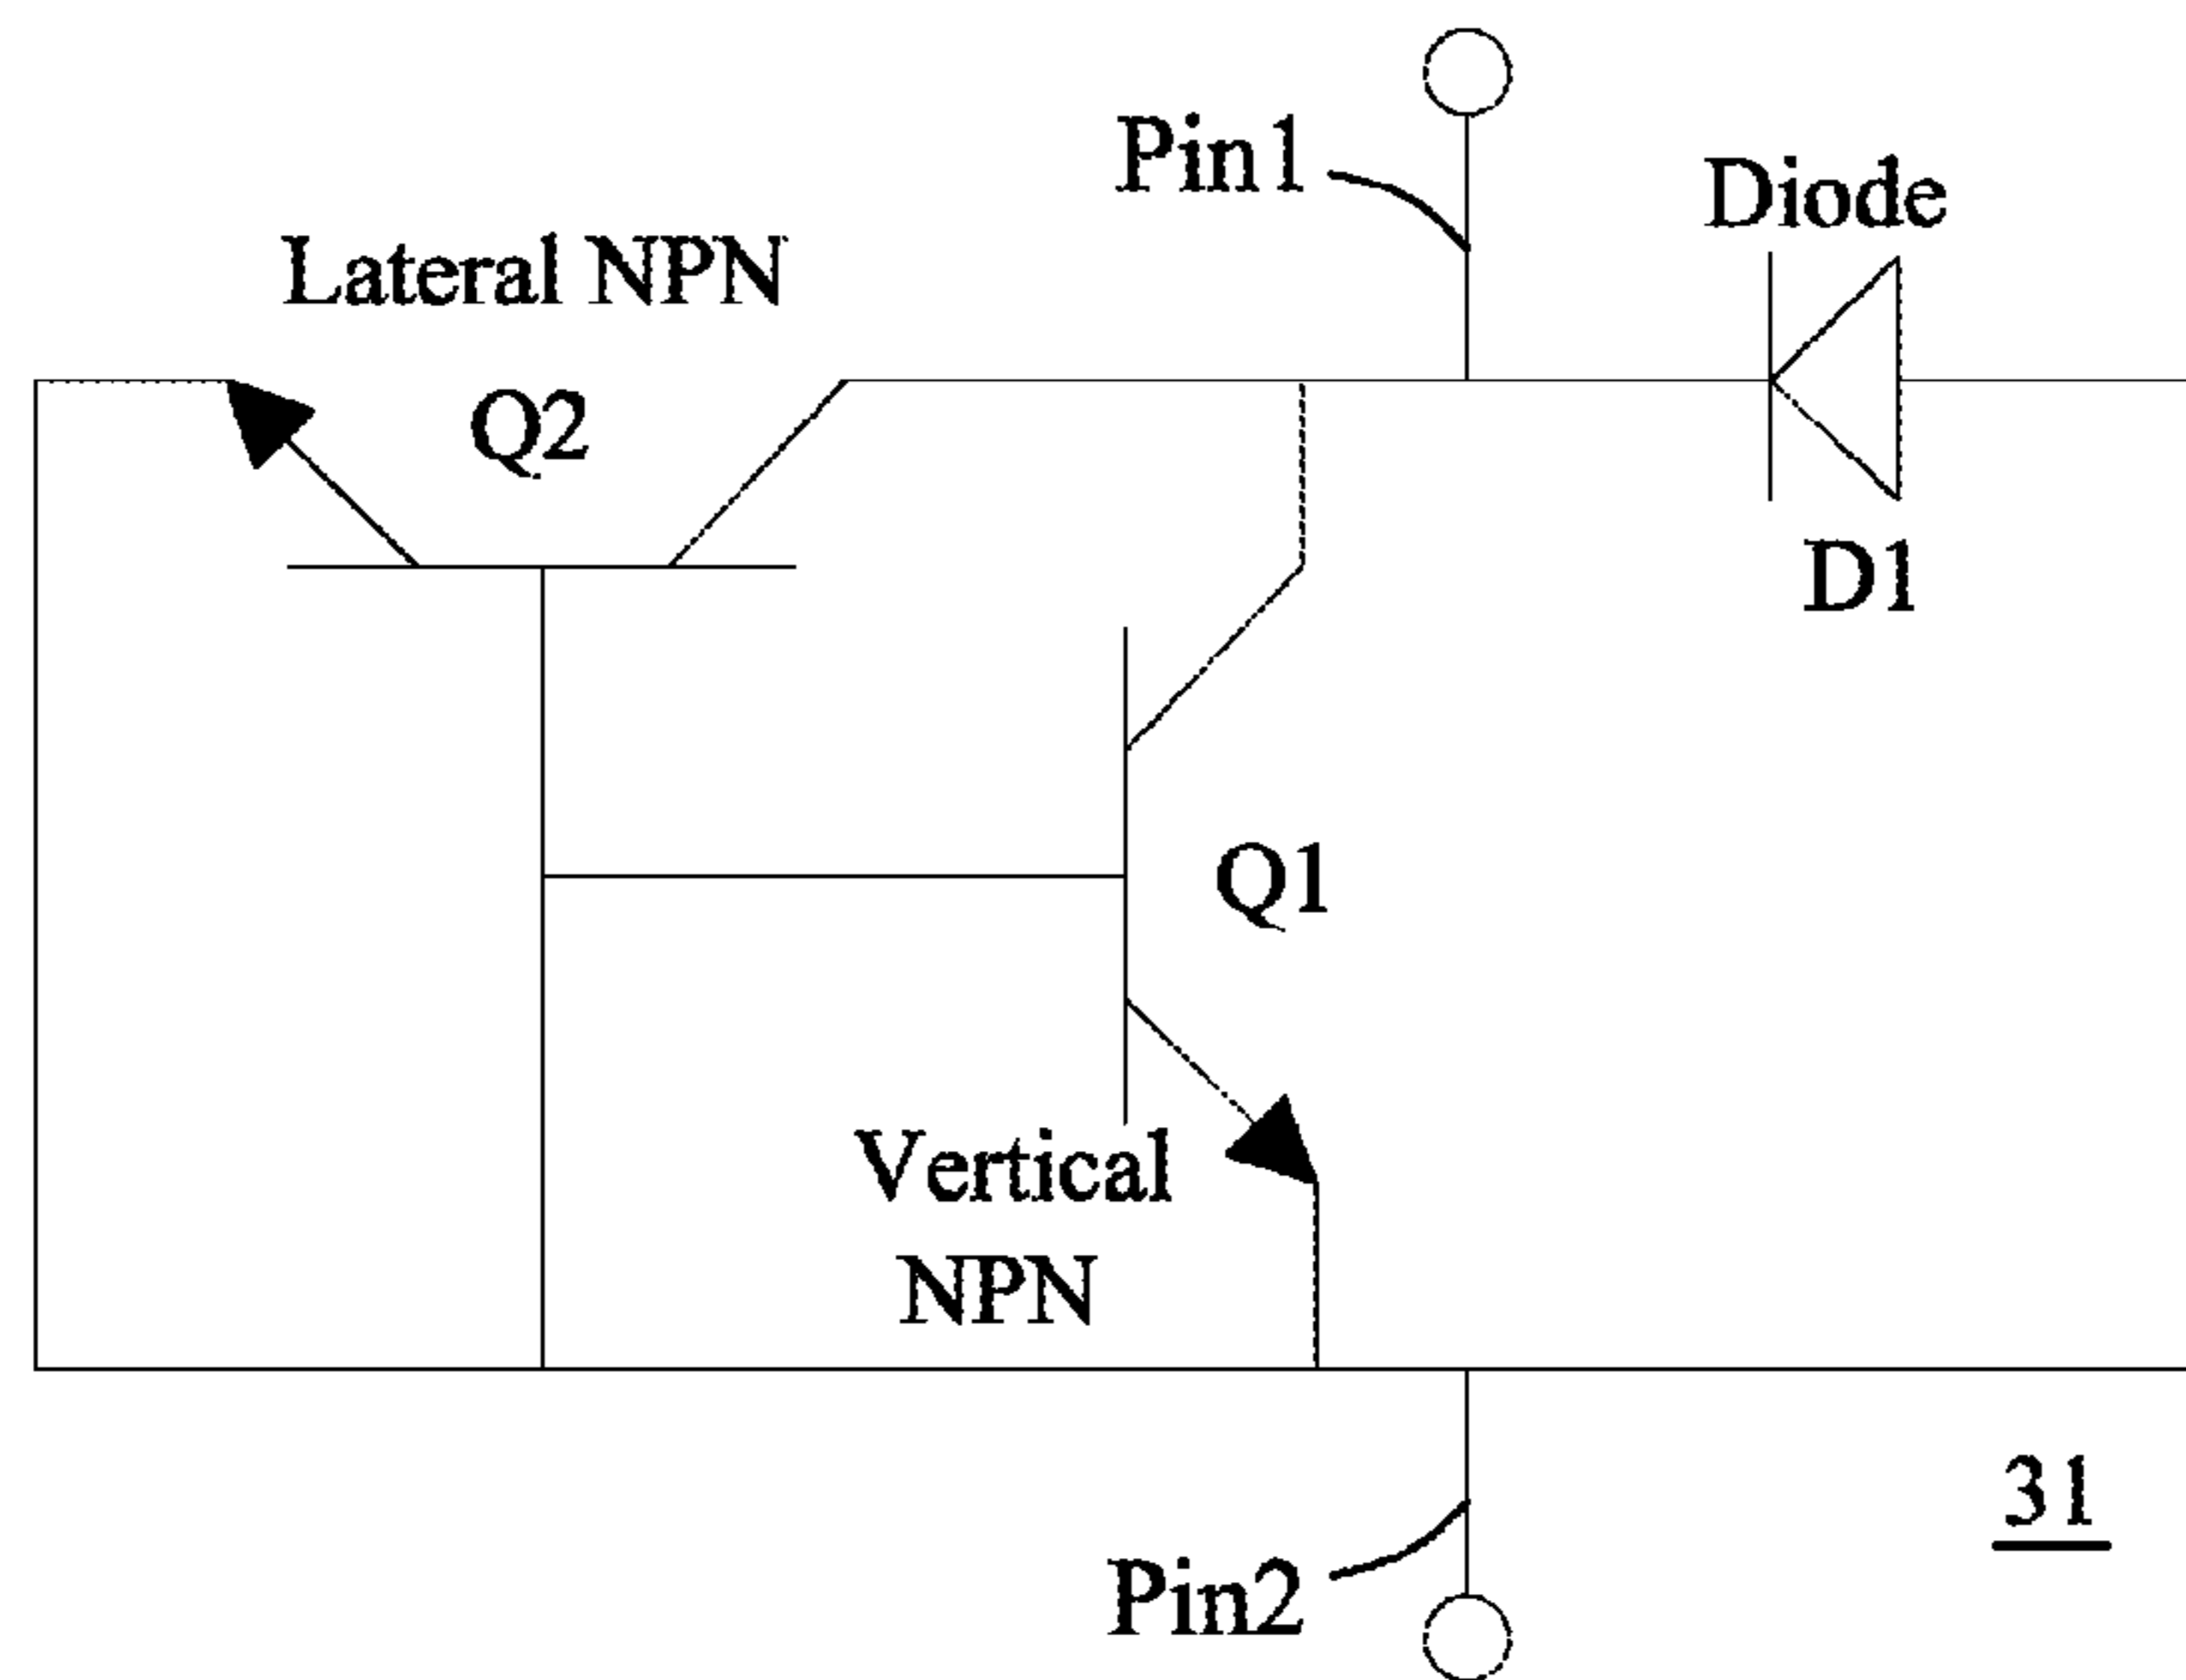 Pin1
Diode
Lateral NPN
Q2
D1
Q1
Vertical
NPN
31
Pin2